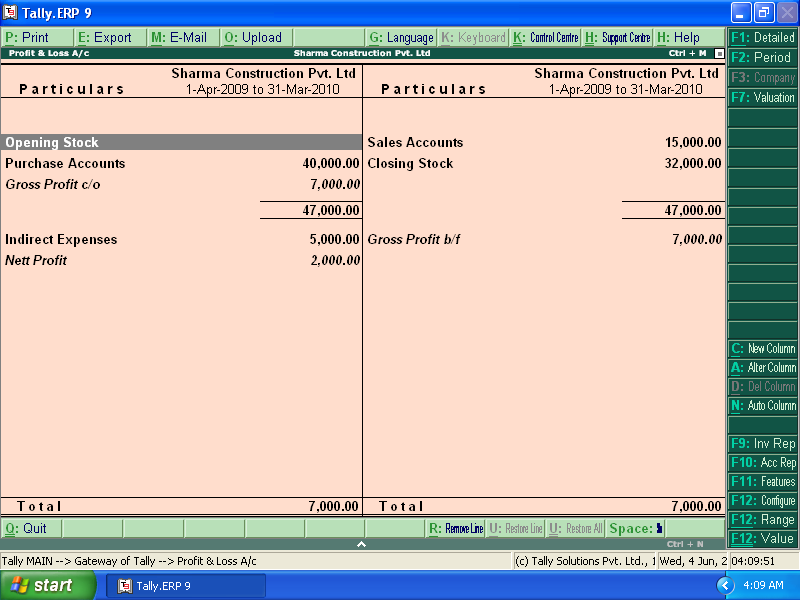 Tally.ERP 9
P: Print E: Export M: E-Mail O: Upload G: Language K: Keyboard K: Control Centre H: Support Centre H: Help
Profit & Loss A/c Sharma Construction Pvt. Ltd Ctrl + M
Particulars Sharma Construction Pvt. Ltd Particulars Sharma Construction Pvt. Ltd
1-Apr-2009 to 31-Mar-2010 1-Apr-2009 to 31-Mar-2010
Opening Stock Sales Accounts 15,000.00
Purchase Accounts 40,000.00 Closing Stock 32,000.00
Gross Profit c/o 7,000.00
47,000.00 47,000.00
Indirect Expenses 5,000.00 Gross Profit b/f 7,000.00
Nett Profit 2,000.00
Total 7,000.00 Total 7,000.00
F1: Detailed
F2: Period
F3: Company
F7: Valuation
C: New Column
A: Alter Column
D: Del Column
N: Auto Column
F9: Inv Rep
F10: Acc Rep
F11: Features
F12: Configure
F12: Range
F12: Value
Q: Quit R: Remove Line U: Restore Line U: Restore All Space:
Ctrl + N
Tally MAIN --> Gateway of Tally --> Profit & Loss A/c (c) Tally Solutions Pvt. Ltd., 1 Wed, 4 Jun, 2 04:09:51
start Tally.ERP 9 4:09 AM